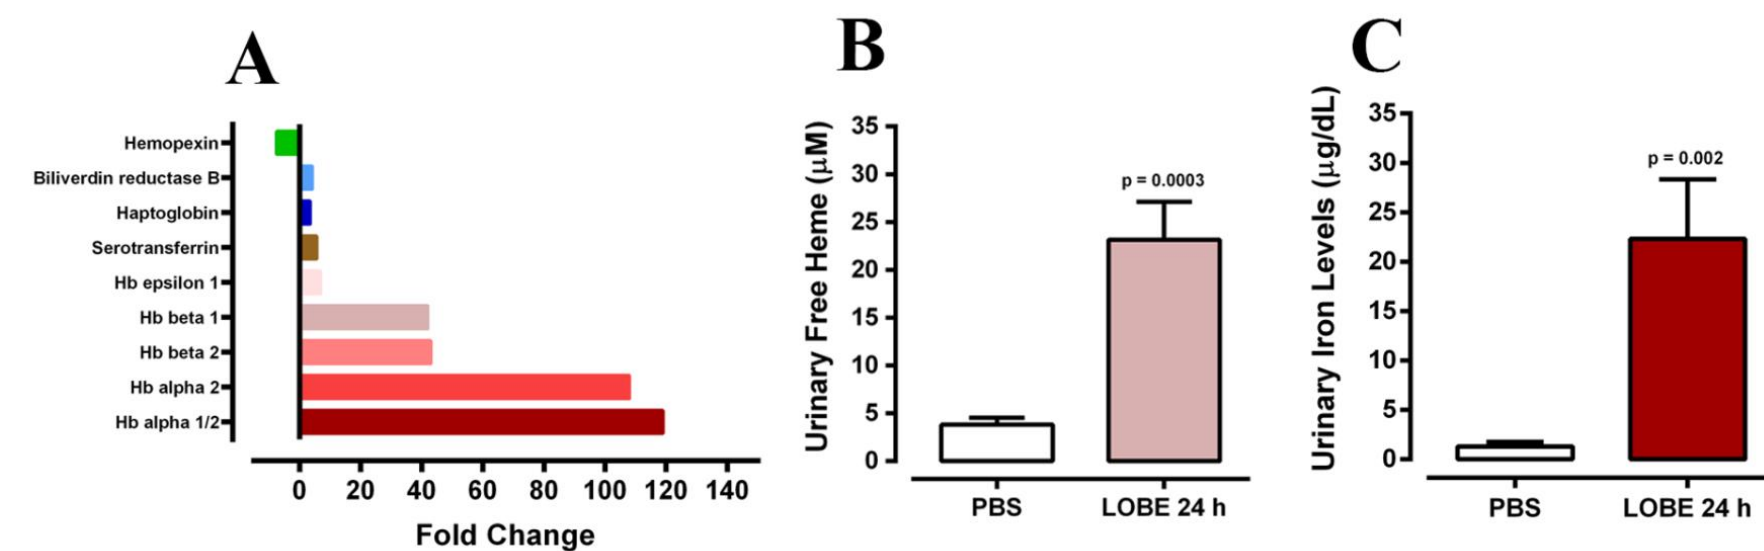 A
Hemopexin
Biliverdin reductase B
Haptoglobin
Serotransferrin
Hb epsilon 1
Hb beta 1
Hb beta 2
Hb alpha 2
Hb alpha 1/2
0 20 40 60 80 100 120 140
Fold Change
B
Urinary Free Heme (μM)
35
30
25
20
15
10
5
0
p = 0.0003
PBS LOBE 24 h
C
Urinary Iron Levels (μg/dL)
35
30
25
20
15
10
5
0
p = 0.002
PBS LOBE 24 h